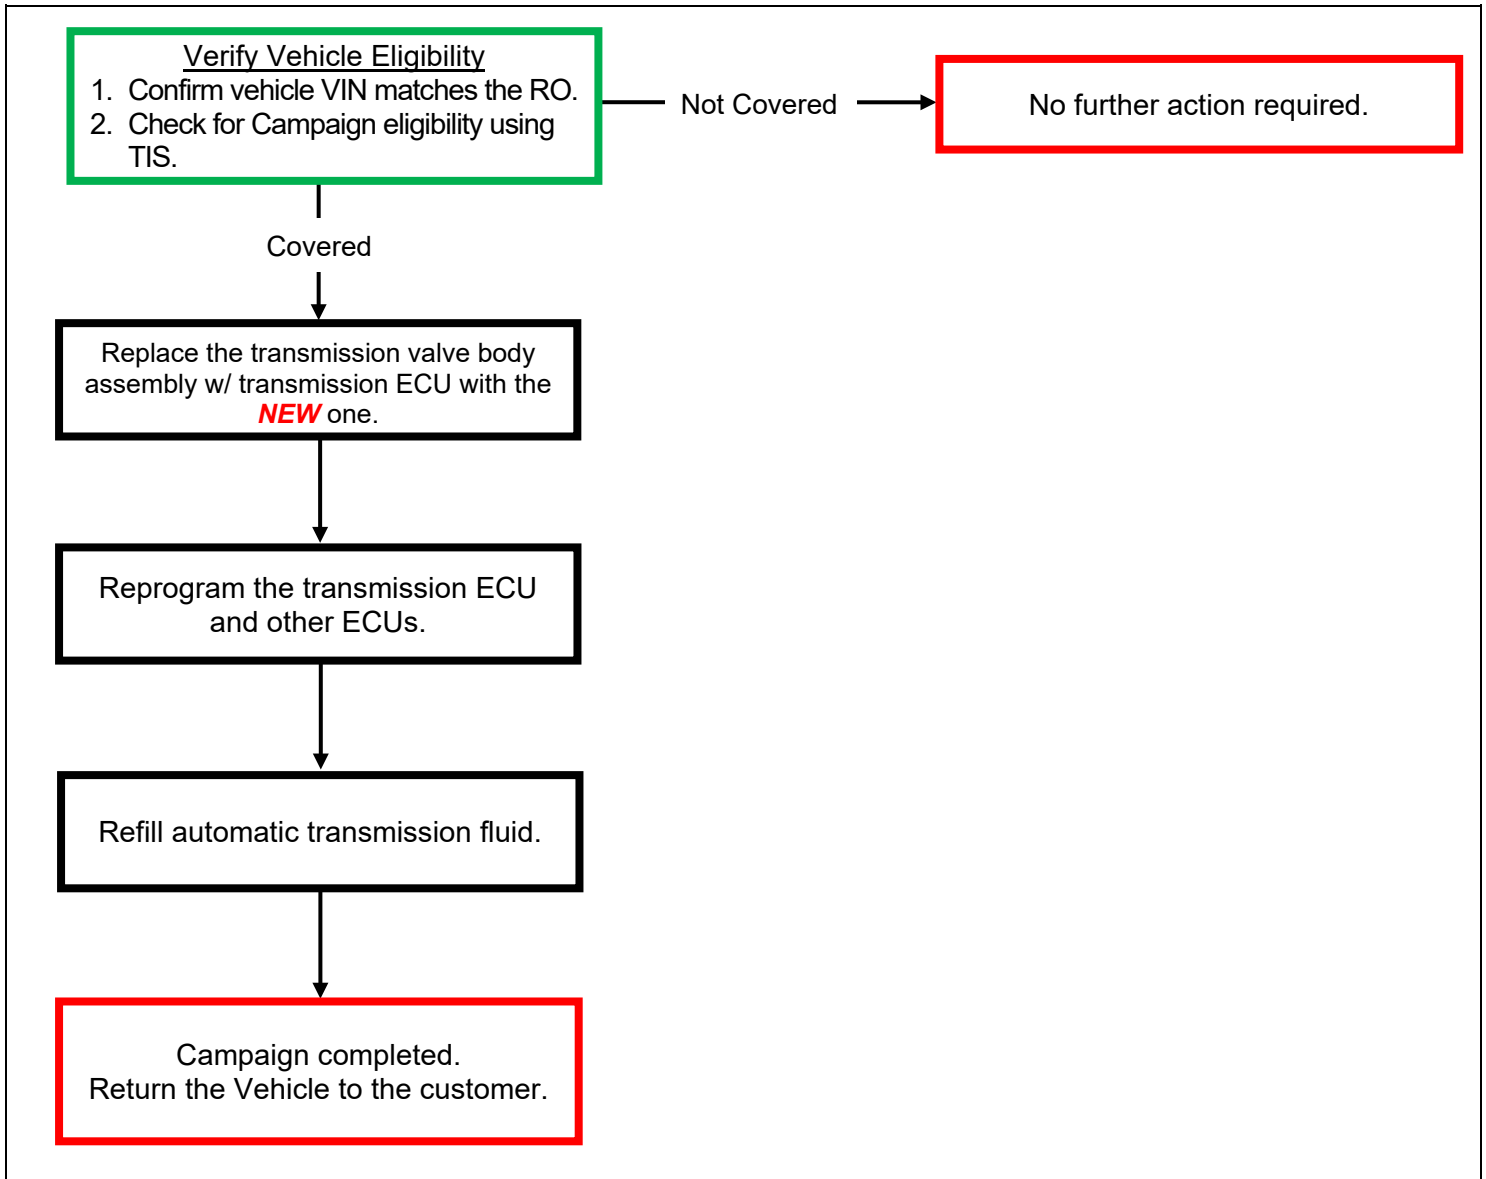 Verify Vehicle Eligibility
1. Confirm vehicle VIN matches the RO.
2. Check for Campaign eligibility using
TIS.
Not Covered
No further action required.
Covered
Replace the transmission valve body
assembly w/ transmission ECU with the
NEW one.
Reprogram the transmission ECU
and other ECUs.
Refill automatic transmission fluid.
Campaign completed.
Return the Vehicle to the customer.